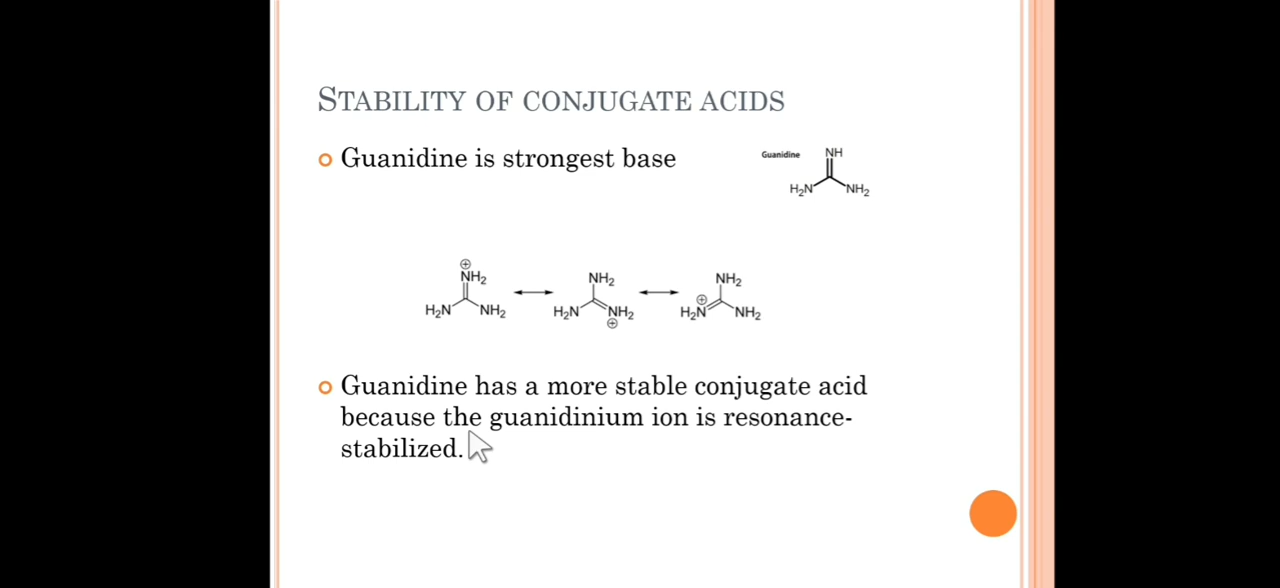 STABILITY OF CONJUGATE ACIDS
Guanidine is strongest base
Guanidine
NH
H₂N
NH₂
⊕
NH₂
H₂N
NH₂
NH₂
H₂N
NH₂
⊕
NH₂
⊕
H₂N
NH₂
Guanidine has a more stable conjugate acid
because the guanidinium ion is resonance-
stabilized.